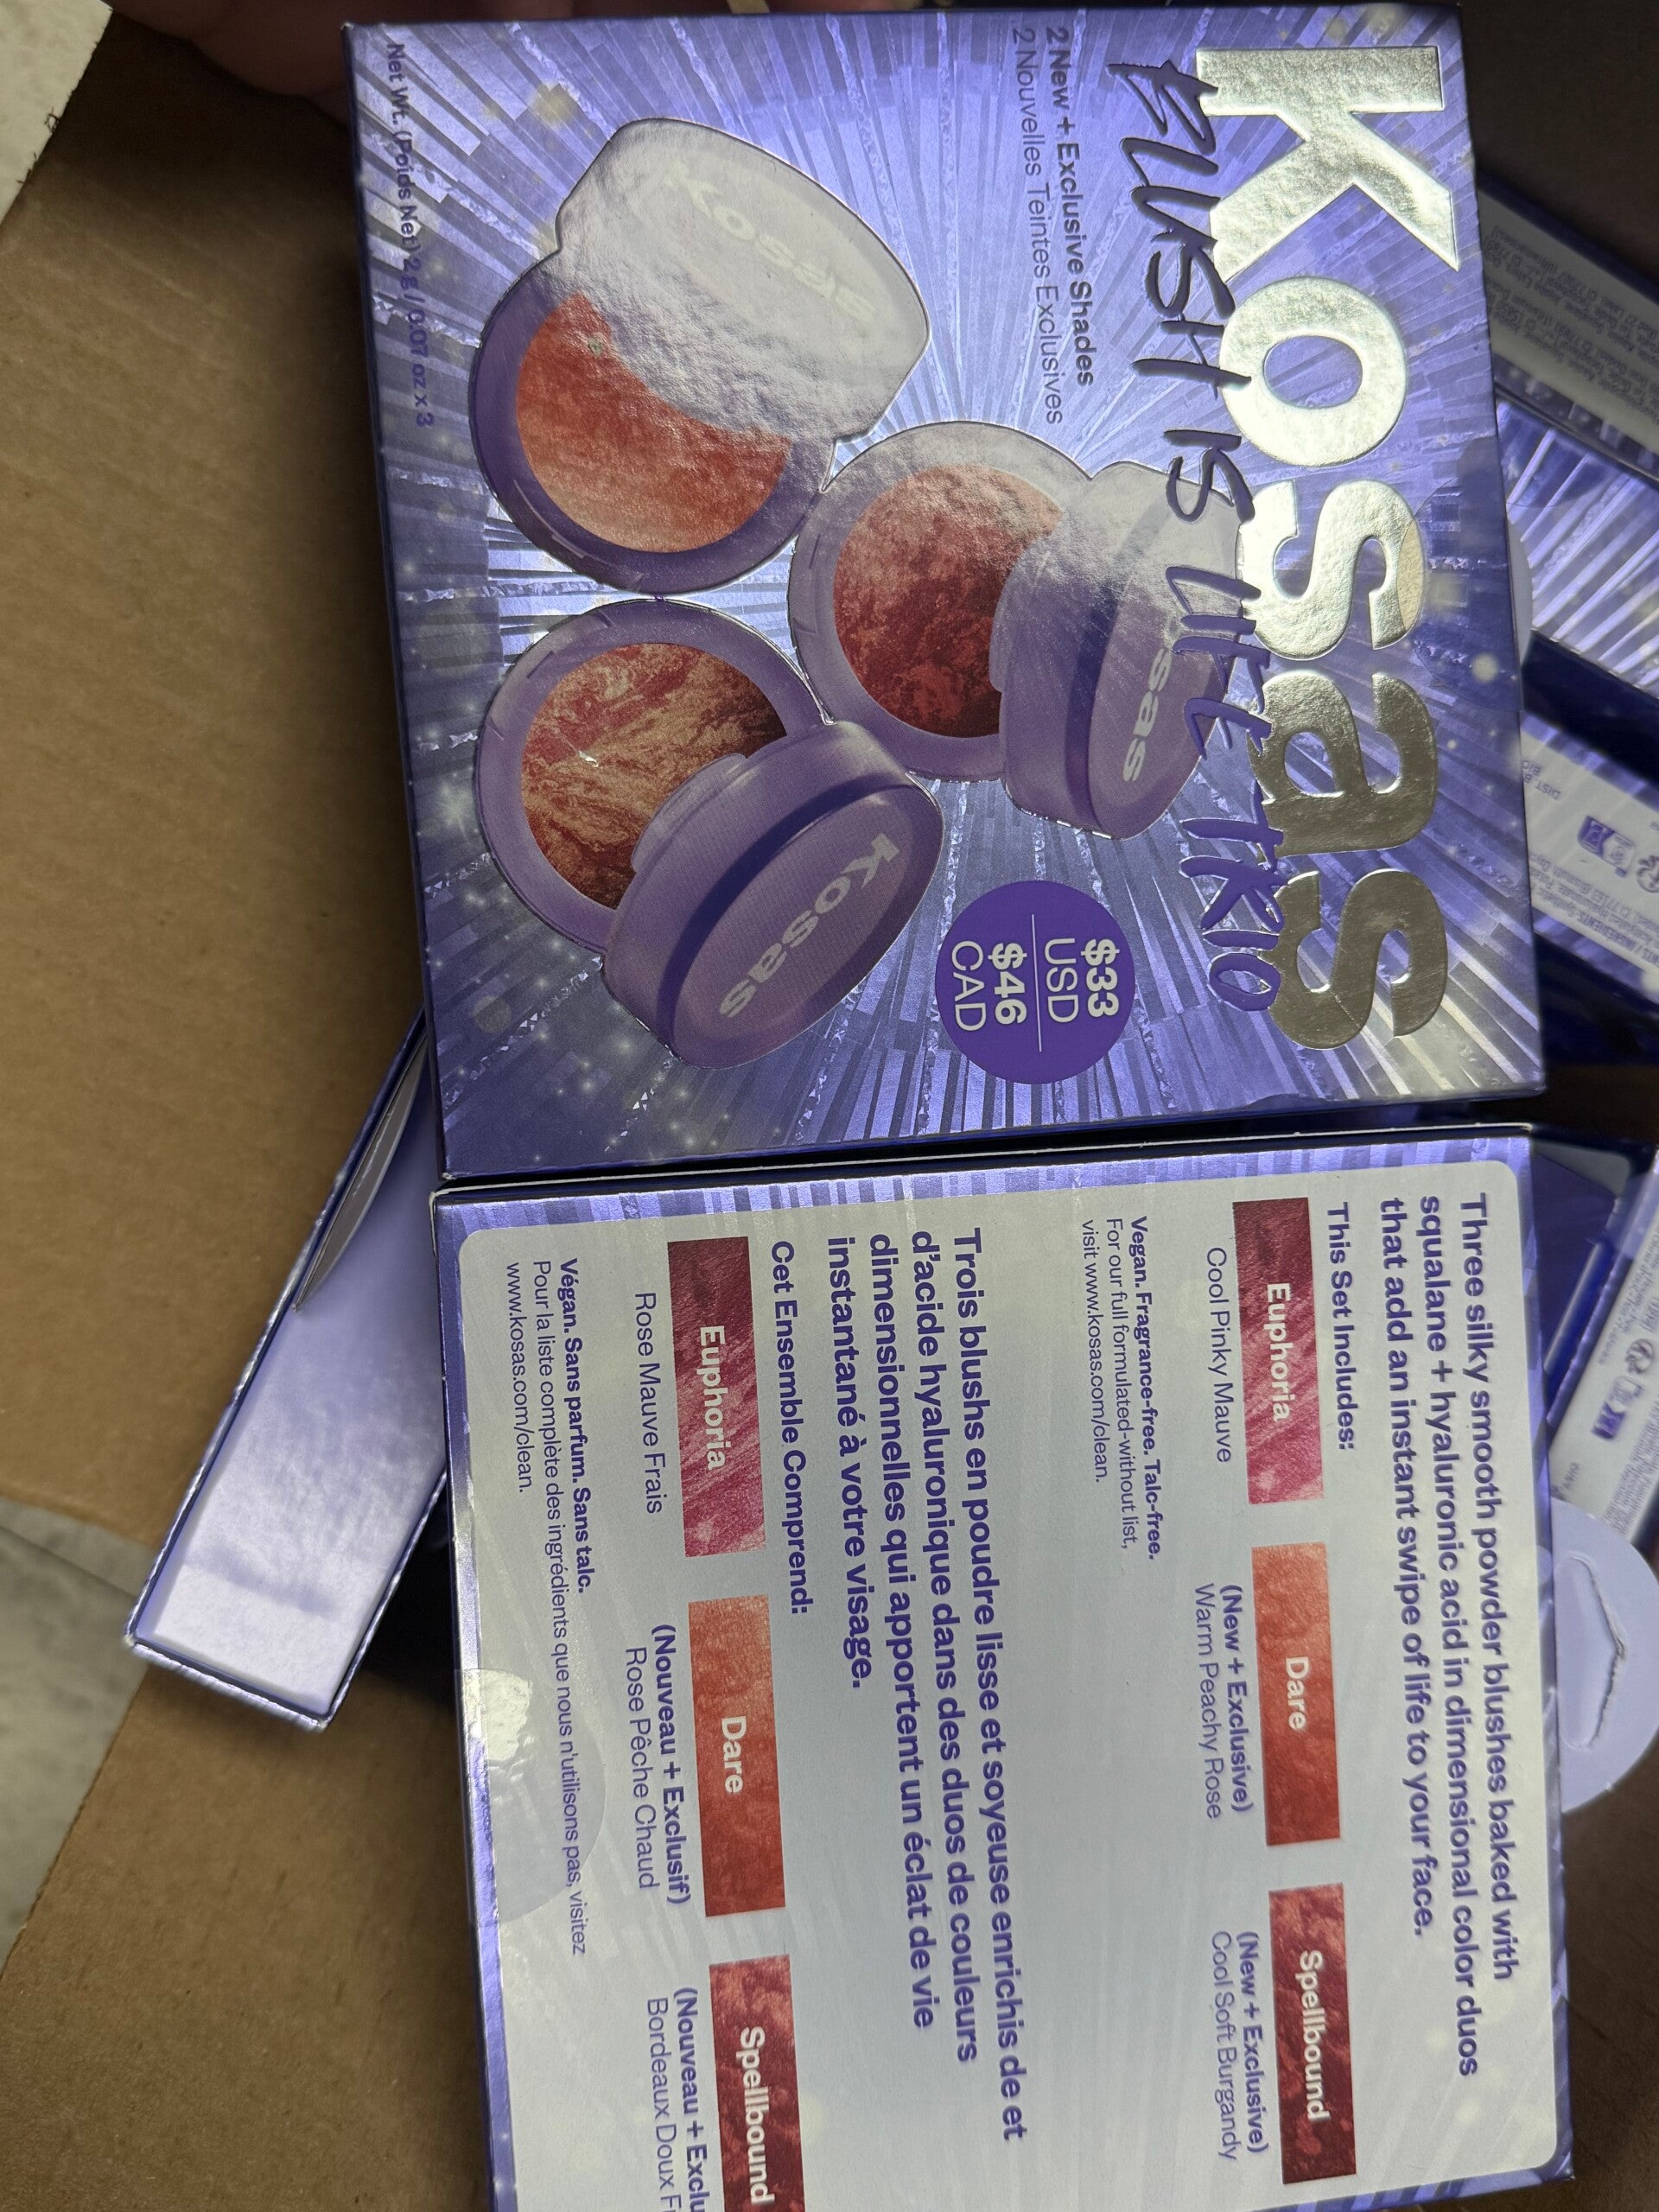 Kosas
BLUSH IS LIFE TRIO
2 New + Exclusive Shades
2 Nouvelles Teintes Exclusives
Kosas
Kosas
Kosas
$33
USD
$46
CAD
Net Wt. (Poids Net) 2 g / 0.07 oz x 3
Three silky smooth powder blushes baked with
squalane + hyaluronic acid in dimensional color duos
that add an instant swipe of life to your face.
This Set Includes:
Euphoria
Cool Pinky Mauve
Dare
(New + Exclusive)
Warm Peachy Rose
Spellbound
(New + Exclusive)
Cool Soft Burgandy
Vegan. Fragrance-free. Talc-free.
For our full formulated-without list,
visit www.kosas.com/clean.
Trois blushs en poudre lisse et soyeuse enrichis de et
d'acide hyaluronique dans des duos de couleurs
dimensionnelles qui apportent un éclat de vie
instantané à votre visage.
Cet Ensemble Comprend:
Euphoria
Rose Mauve Frais
Dare
(Nouveau + Exclusif)
Rose Pêche Chaud
Spellbound
(Nouveau + Exclu
Bordeaux Doux F
Végan. Sans parfum. Sans talc.
Pour la liste complète des ingrédients que nous n'utilisons pas, visitez
www.kosas.com/clean.